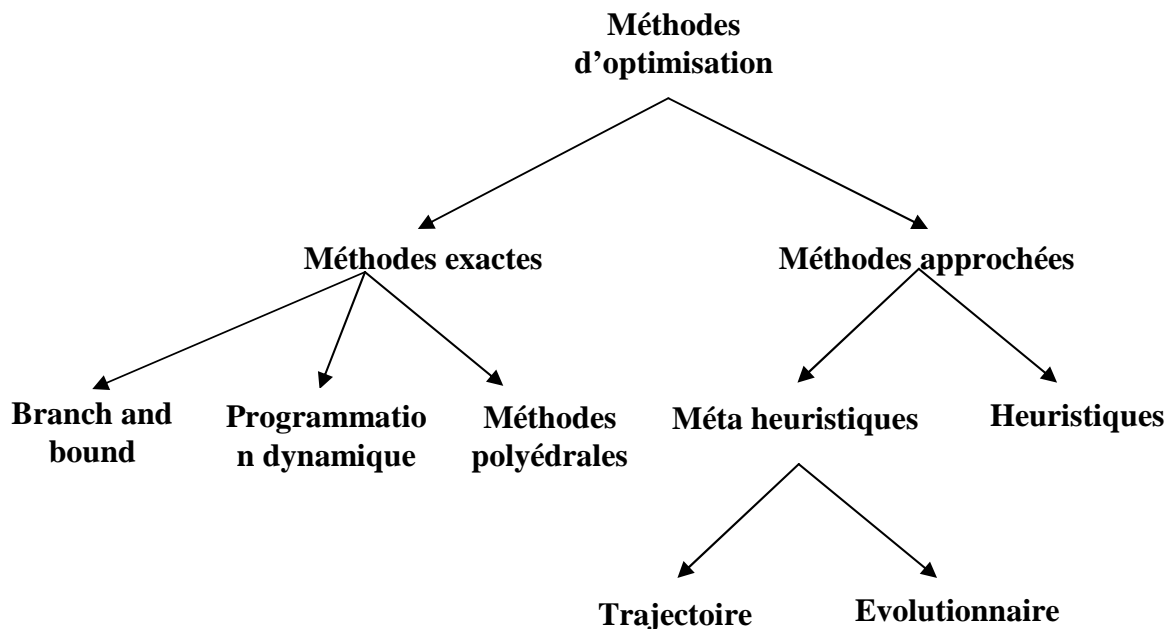 Méthodes
d'optimisation
Méthodes exactes
Méthodes approchées
Branch and
bound
Programmatio
n dynamique
Méthodes
polyédrales
Méta heuristiques
Heuristiques
Trajectoire
Evolutionnaire